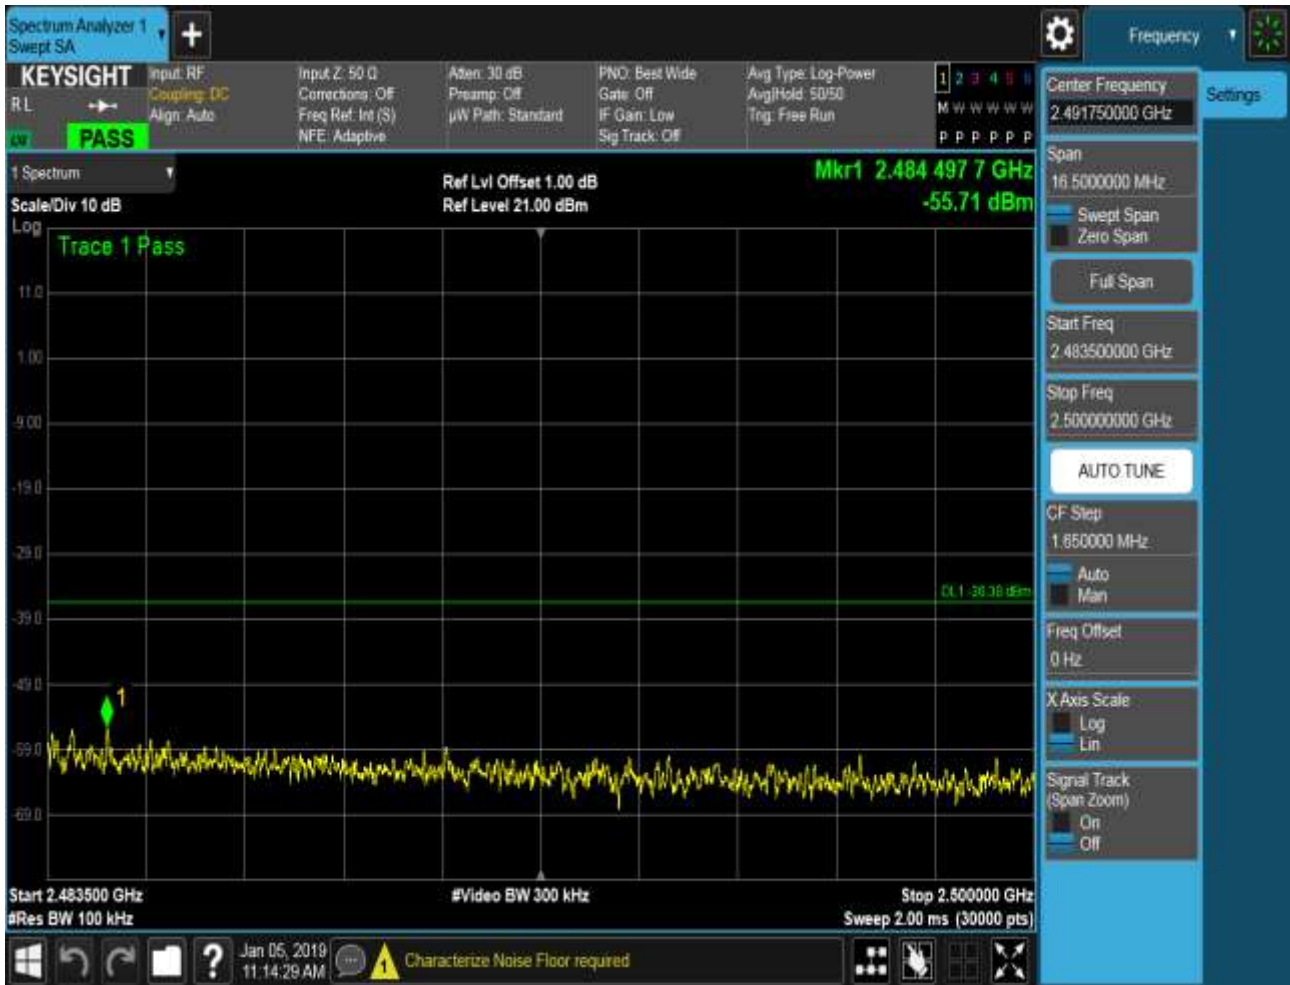 Spectrum Analyzer 1
Swept SA
Frequency
KEYSIGHT
RL
PASS
Input: RF
Coupling: DC
Align: Auto
Input Z: 50 Ω
Corrections: Off
Freq Ref: Int (S)
NFE: Adaptive
Atten: 30 dB
Preamp: Off
µW Path: Standard
PNO: Best Wide
Gate: Off
IF Gain: Low
Sig Track: Off
Avg Type: Log-Power
Avg|Hold: 50/50
Trig: Free Run
1 2 3 4 5 6
M W W W W W
P P P P P P
1 Spectrum
Scale/Div 10 dB
Ref Lvl Offset 1.00 dB
Ref Level 21.00 dBm
Mkr1 2.484 497 7 GHz
-55.71 dBm
Log
Trace 1 Pass
11.0
1.00
-9.00
-19.0
-29.0
DL1 -36.38 dBm
-39.0
-49.0
1
-59.0
-69.0
Start 2.483500 GHz
#Video BW 300 kHz
Stop 2.500000 GHz
#Res BW 100 kHz
Sweep 2.00 ms (30000 pts)
?
Jan 05, 2019
11:14:29 AM
1
Characterize Noise Floor required
Center Frequency
2.491750000 GHz
Settings
Span
16.5000000 MHz
Swept Span
Zero Span
Full Span
Start Freq
2.483500000 GHz
Stop Freq
2.500000000 GHz
AUTO TUNE
CF Step
1.650000 MHz
Auto
Man
Freq Offset
0 Hz
X Axis Scale
Log
Lin
Signal Track
(Span Zoom)
On
Off